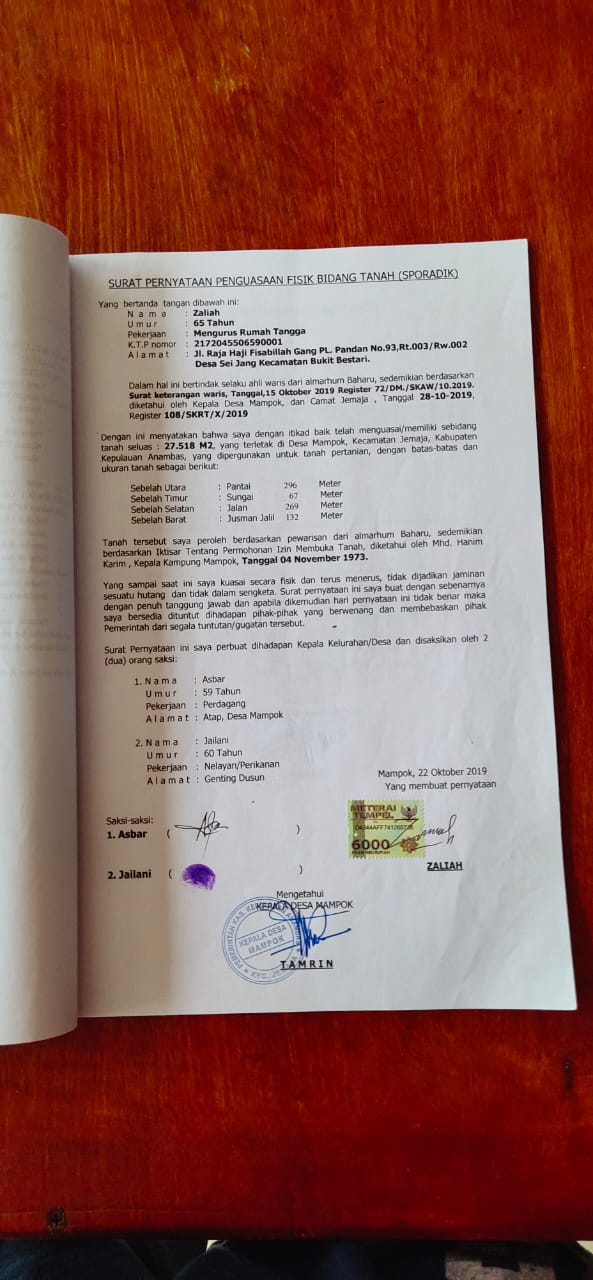 SURAT PERNYATAAN PENGUASAAN FISIK BIDANG TANAH (SPORADIK)
Yang bertanda tangan dibawah ini:
N a m a : Zaliah
U m u r : 65 Tahun
Pekerjaan : Mengurus Rumah Tangga
K.T.P nomor : 2172045506590001
A l a m a t : Jl. Raja Haji Fisabillah Gang PL. Pandan No.93,Rt.003/Rw.002
Desa Sei Jang Kecamatan Bukit Bestari.
Dalam hal ini bertindak selaku ahli waris dari almarhum Baharu, sedemikian berdasarkan
Surat keterangan waris, Tanggal,15 Oktober 2019 Register 72/DM./SKAW/10.2019.
diketahui oleh Kepala Desa Mampok, dan Camat Jemaja , Tanggal 28-10-2019,
Register 108/SKRT/X/2019
Dengan ini menyatakan bahwa saya dengan itikad baik telah menguasai/memiliki sebidang
tanah seluas : 27.518 M2, yang terletak di Desa Mampok, Kecamatan Jemaja, Kabupaten
Kepulauan Anambas, yang dipergunakan untuk tanah pertanian, dengan batas-batas dan
ukuran tanah sebagai berikut:
Sebelah Utara : Pantai 296 Meter
Sebelah Timur : Sungai 67 Meter
Sebelah Selatan : Jalan 269 Meter
Sebelah Barat : Jusman Jalil 132 Meter
Tanah tersebut saya peroleh berdasarkan pewarisan dari almarhum Baharu, sedemikian
berdasarkan Iktisar Tentang Permohonan Izin Membuka Tanah, diketahui oleh Mhd. Hanim
Karim , Kepala Kampung Mampok, Tanggal 04 November 1973.
Yang sampai saat ini saya kuasai secara fisik dan terus menerus, tidak dijadikan jaminan
sesuatu hutang dan tidak dalam sengketa. Surat pernyataan ini saya buat dengan sebenarnya
dengan penuh tanggung jawab dan apabila dikemudian hari pernyataan ini tidak benar maka
saya bersedia dituntut dihadapan pihak-pihak yang berwenang dan membebaskan pihak
Pemerintah dari segala tuntutan/gugatan tersebut.
Surat Pernyataan ini saya perbuat dihadapan Kepala Kelurahan/Desa dan disaksikan oleh 2
(dua) orang saksi:
1. N a m a : Asbar
U m u r : 59 Tahun
Pekerjaan : Perdagang
A l a m a t : Atap, Desa Mampok
2. N a m a : Jailani
U m u r : 60 Tahun
Pekerjaan : Nelayan/Perikanan
A l a m a t : Genting Dusun
Mampok, 22 Oktober 2019
Yang membuat pernyataan
Saksi-saksi:
1. Asbar ( )
METERAI
TEMPEL
6000
ZALIAH
2. Jailani ( )
Mengetahui
KEPALA DESA MAMPOK
KEPALA DESA
MAMPOK
T A M R I N